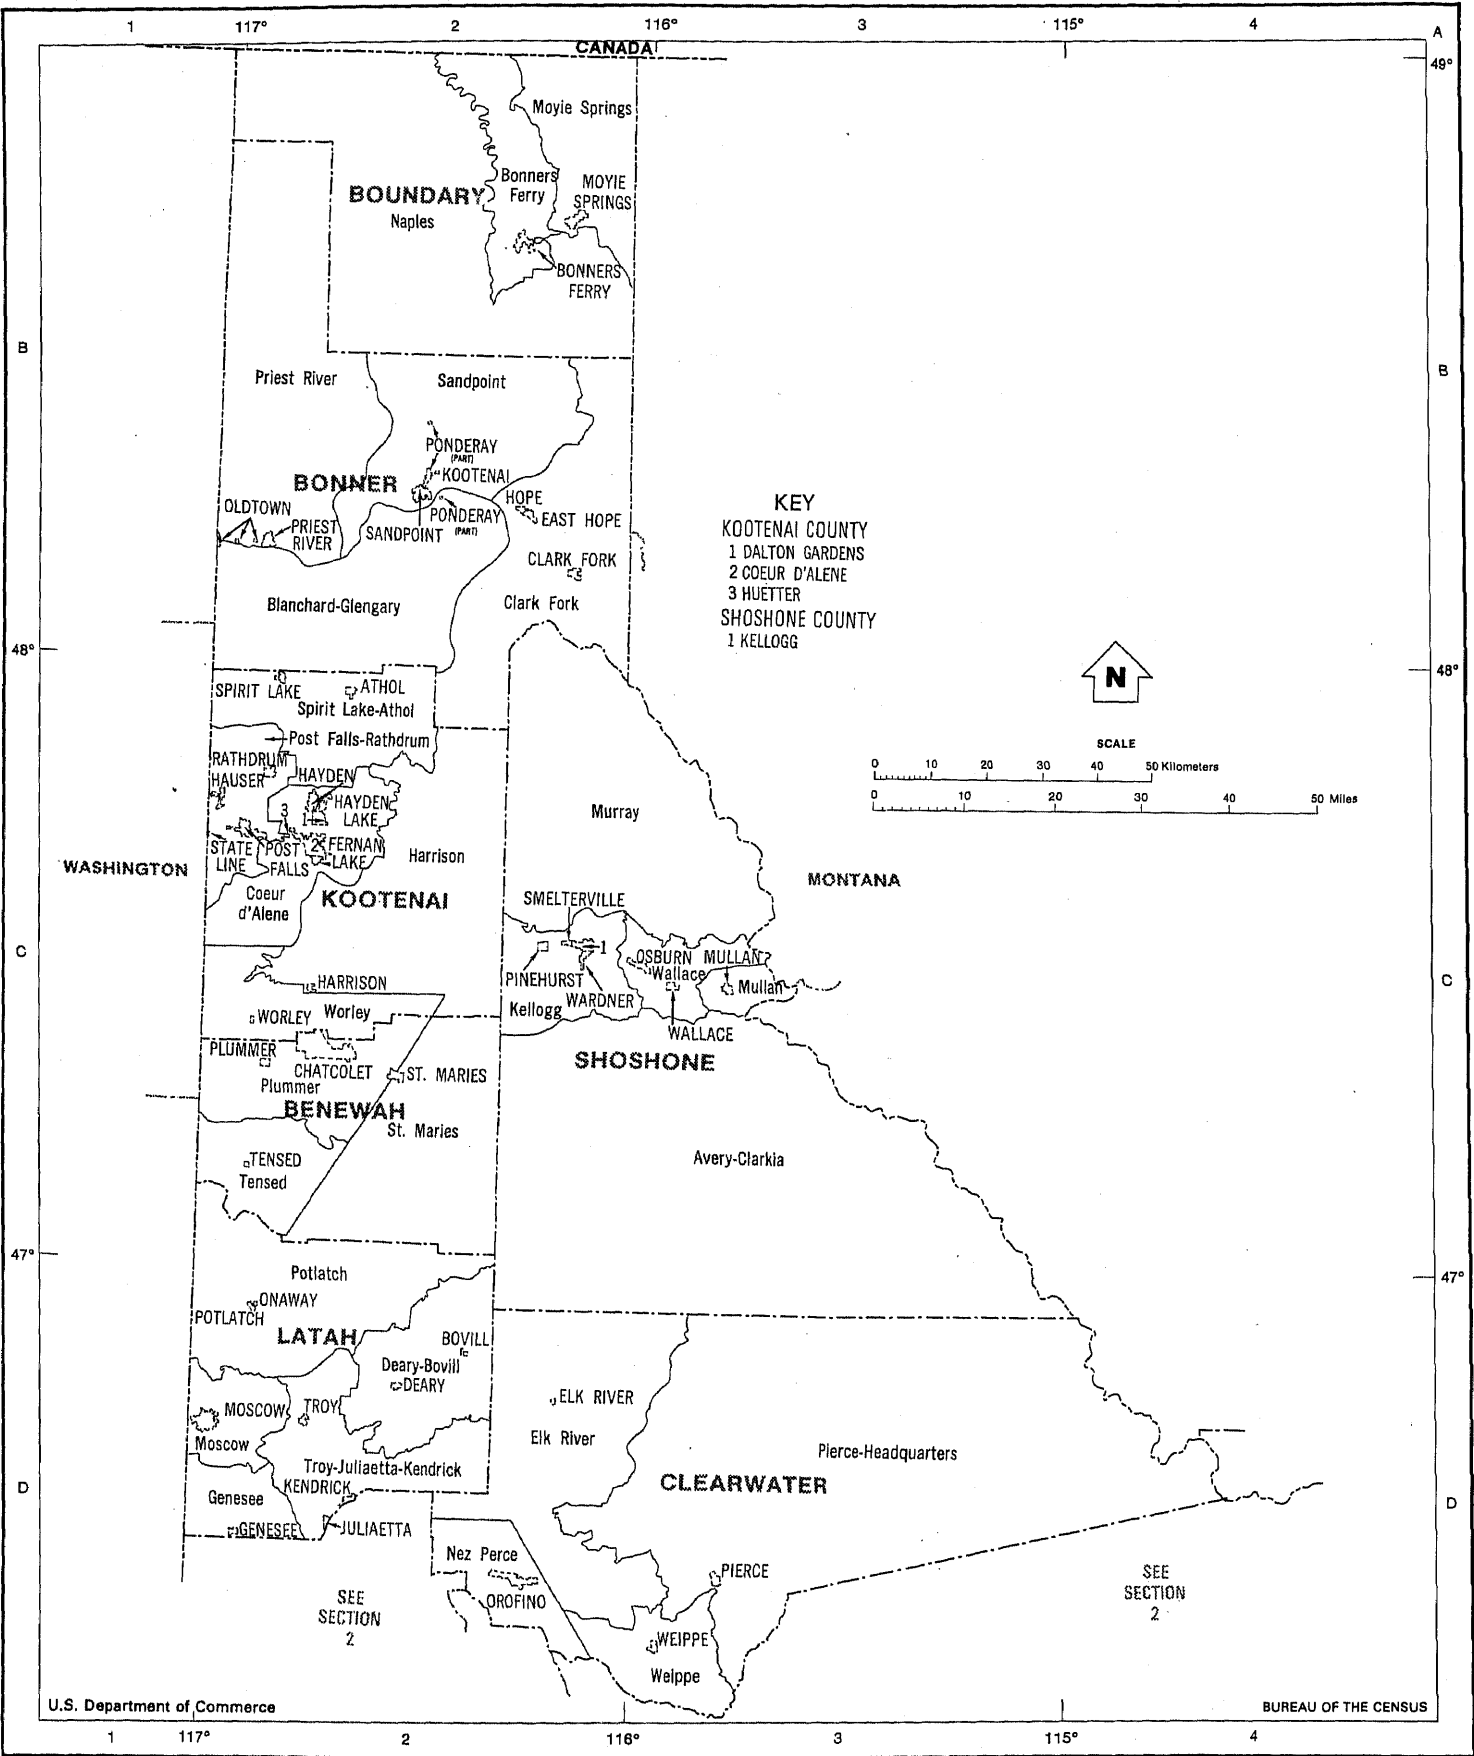 1
117°
2
116°
3
115°
4
A
CANADA
49°
Moyie Springs
Bonners
Ferry
MOYIE
SPRINGS
BOUNDARY
Naples
BONNERS
FERRY
B
B
Priest River
Sandpoint
PONDERAY
(PART)
KOOTENAI
BONNER
HOPE
OLDTOWN
PRIEST
RIVER
SANDPOINT
PONDERAY
(PART)
EAST HOPE
CLARK FORK
Blanchard-Glengary
Clark Fork
KEY
KOOTENAI COUNTY
1 DALTON GARDENS
2 COEUR D'ALENE
3 HUETTER
SHOSHONE COUNTY
1 KELLOGG
48°
48°
N
SPIRIT LAKE
ATHOL
Spirit Lake-Athol
Post Falls-Rathdrum
RATHDRUM
HAUSER
HAYDEN
HAYDEN
LAKE
3
1
2
STATE
LINE
POST
FALLS
FERNAN
LAKE
Harrison
Coeur
d'Alene
KOOTENAI
WASHINGTON
SCALE
0 10 20 30 40 50 Kilometers
0 10 20 30 40 50 Miles
Murray
MONTANA
SMELTERVILLE
1
PINEHURST
WARDNER
Kellogg
OSBURN
Wallace
MULLAN
Mullan
WALLACE
SHOSHONE
C
C
HARRISON
WORLEY
Worley
PLUMMER
CHATCOLET
Plummer
ST. MARIES
BENEWAH
St. Maries
TENSED
Tensed
Avery-Clarkia
47°
47°
Potlatch
ONAWAY
POTLATCH
LATAH
BOVILL
Deary-Bovill
DEARY
MOSCOW
Moscow
TROY
Troy-Juliaetta-Kendrick
KENDRICK
Genesee
GENESEE
JULIAETTA
ELK RIVER
Elk River
Pierce-Headquarters
CLEARWATER
D
D
Nez Perce
OROFINO
PIERCE
WEIPPE
Weippe
SEE
SECTION
2
SEE
SECTION
2
U.S. Department of Commerce
BUREAU OF THE CENSUS
1
117°
2
116°
3
115°
4